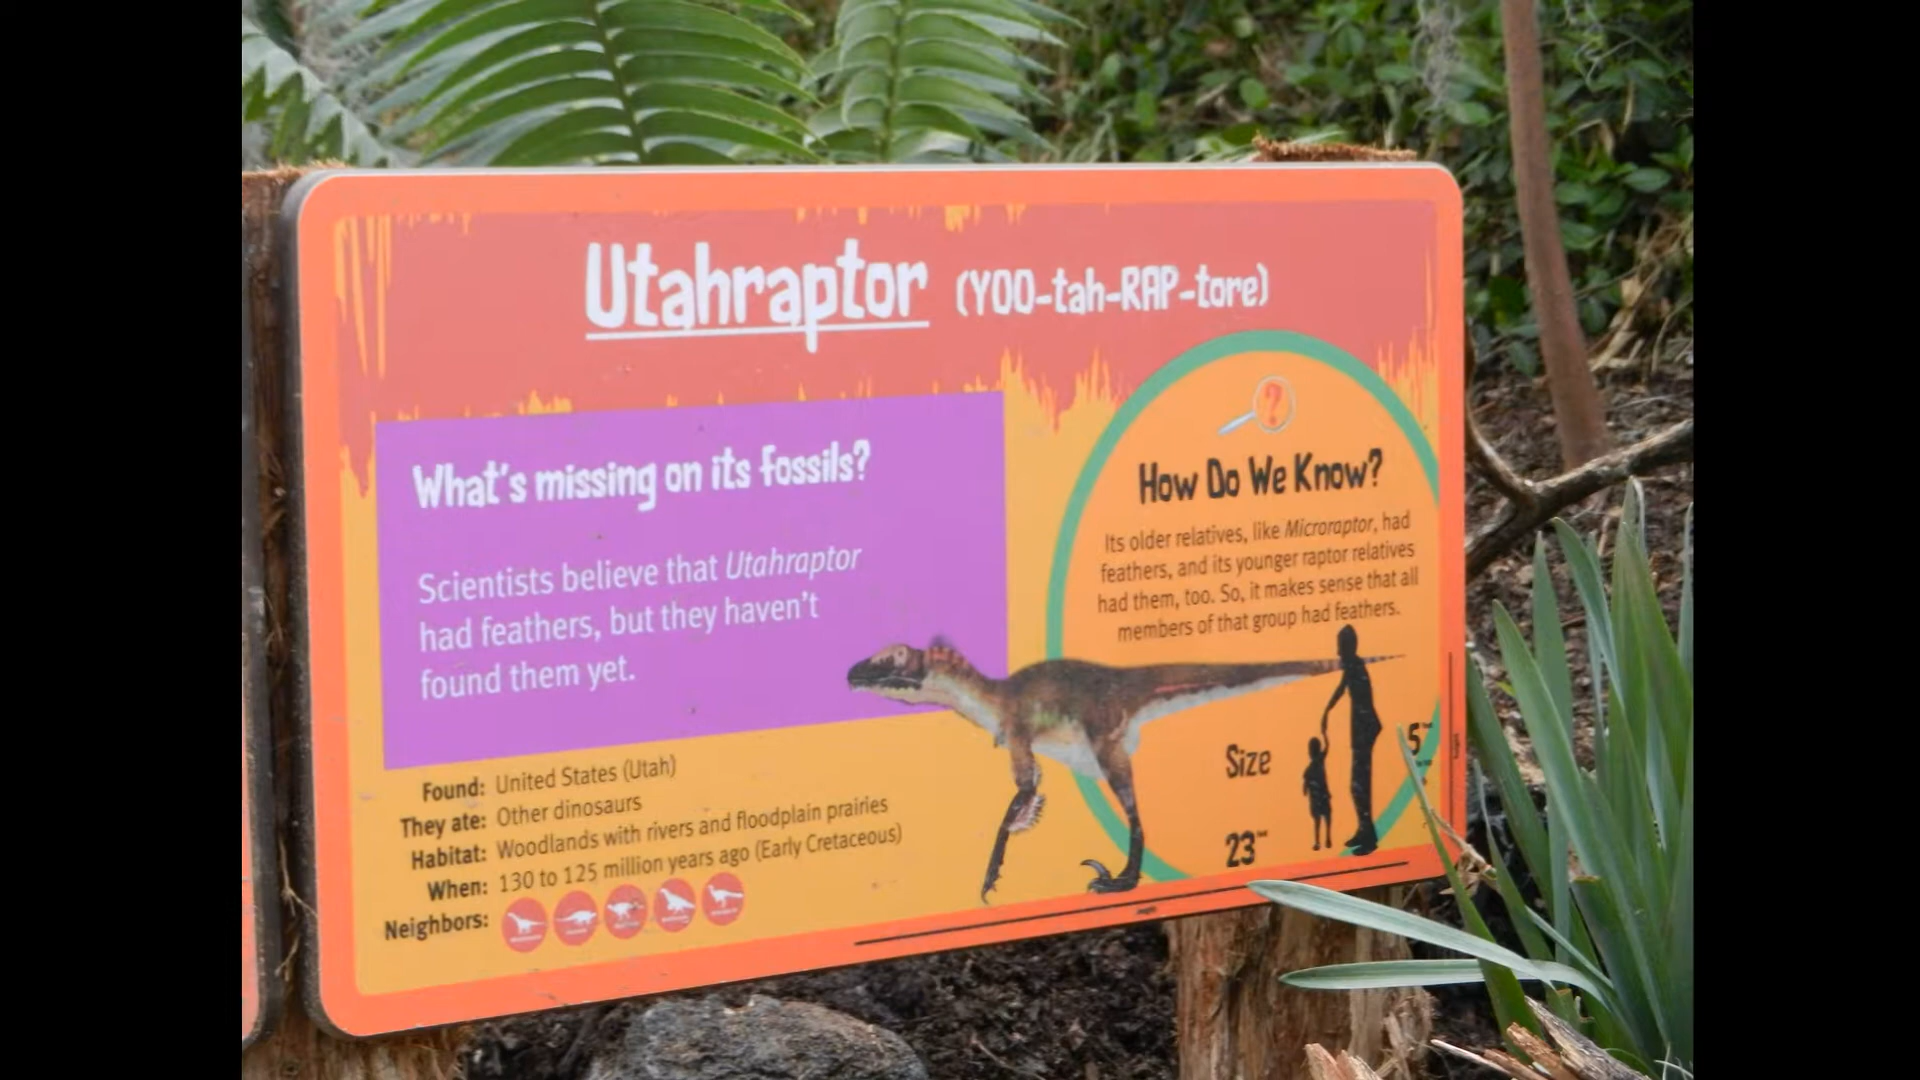 Utahraptor (YOO-tah-RAP-tore)
What's missing on its fossils?
Scientists believe that Utahraptor
had feathers, but they haven't
found them yet.
How Do We Know?
Its older relatives, like Microraptor, had
feathers, and its younger raptor relatives
had them, too. So, it makes sense that all
members of that group had feathers.
Found: United States (Utah)
They ate: Other dinosaurs
Habitat: Woodlands with rivers and floodplain prairies
When: 130 to 125 million years ago (Early Cretaceous)
Neighbors:
Size
5
23